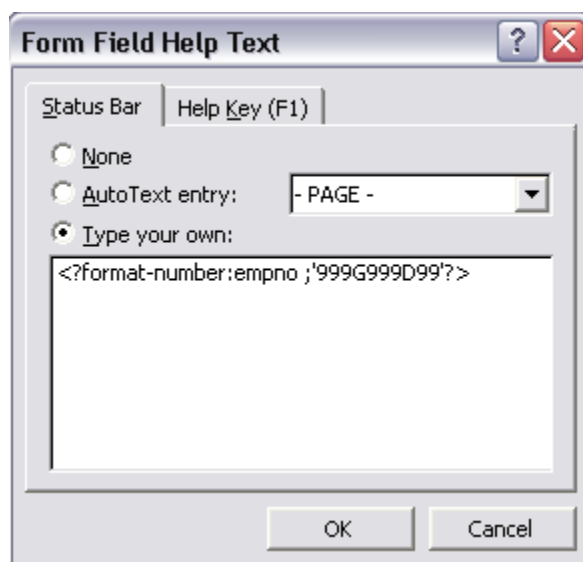 Form Field Help Text
Status Bar
Help Key (F1)
None
AutoText entry:
- PAGE -
Type your own:
<?format-number:empno ;'999G999D99'?>
OK
Cancel